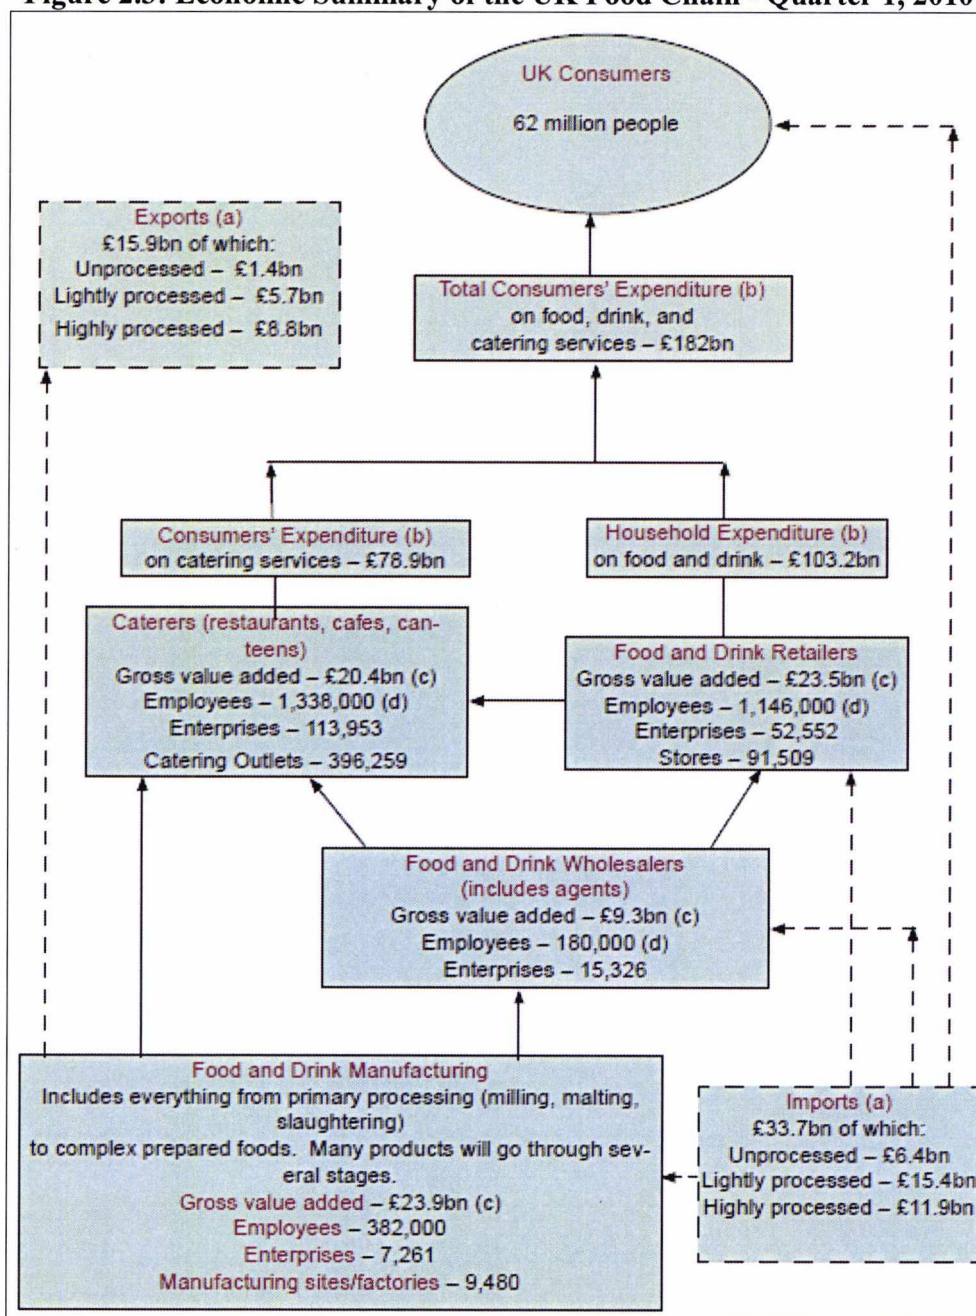 Figure 2.3: Economic Summary of the UK Food Chain - Quarter 1, 2010
UK Consumers
62 million people
Exports (a)
£15.9bn of which:
Unprocessed – £1.4bn
Lightly processed – £5.7bn
Highly processed – £8.8bn
Total Consumers' Expenditure (b)
on food, drink, and
catering services – £182bn
Consumers' Expenditure (b)
on catering services – £78.9bn
Household Expenditure (b)
on food and drink – £103.2bn
Caterers (restaurants, cafes, can-
teens)
Gross value added – £20.4bn (c)
Employees – 1,338,000 (d)
Enterprises – 113,953
Catering Outlets – 396,259
Food and Drink Retailers
Gross value added – £23.5bn (c)
Employees – 1,146,000 (d)
Enterprises – 52,552
Stores – 91,509
Food and Drink Wholesalers
(includes agents)
Gross value added – £9.3bn (c)
Employees – 180,000 (d)
Enterprises – 15,326
Food and Drink Manufacturing
Includes everything from primary processing (milling, malting,
slaughtering)
to complex prepared foods. Many products will go through sev-
eral stages.
Gross value added – £23.9bn (c)
Employees – 382,000
Enterprises – 7,261
Manufacturing sites/factories – 9,480
Imports (a)
£33.7bn of which:
Unprocessed – £6.4bn
Lightly processed – £15.4bn
Highly processed – £11.9bn